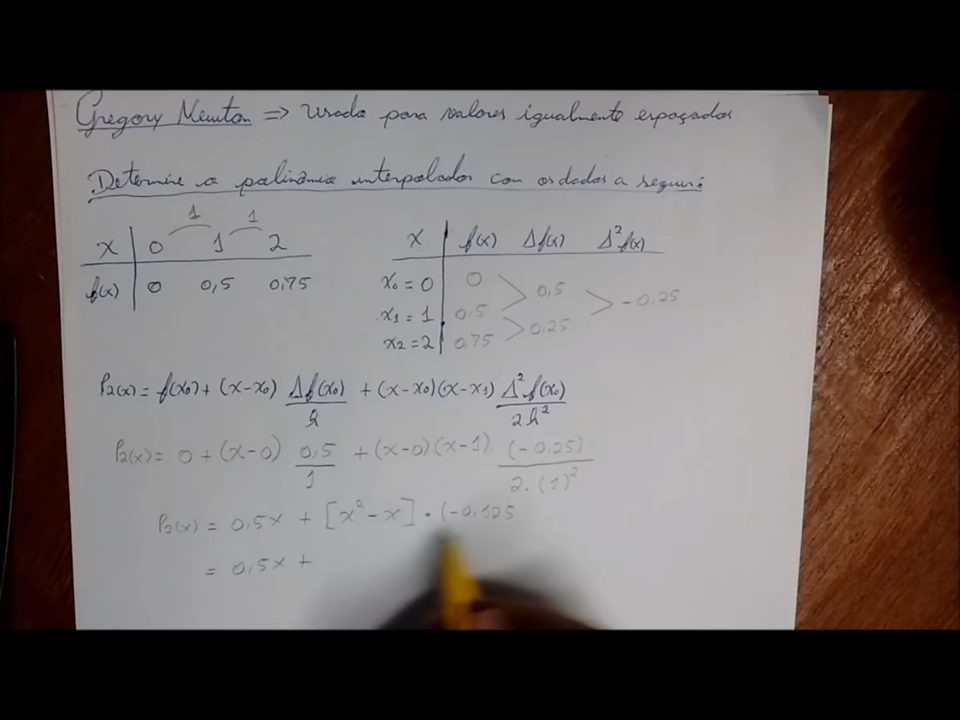 Gregory Newton => Usado para valores igualmente espaçados
Determine o polinômio interpolador com os dados a seguir:
1 1
x | 0 1 2
f(x) | 0 0,5 0,75
x | f(x) Δf(x) Δ²f(x)
x₀ = 0 | 0
0,5
x₁ = 1 | 0,5 -0,25
0,25
x₂ = 2 | 0,75
P₂(x) = f(x₀) + (x-x₀) Δf(x₀)/h + (x-x₀)(x-x₁) Δ²f(x₀)/2h²
P₂(x) = 0 + (x-0) 0,5/1 + (x-0)(x-1). (-0,25)/2.(1)²
P₂(x) = 0,5x + [x²-x] . (-0,125
= 0,5x +